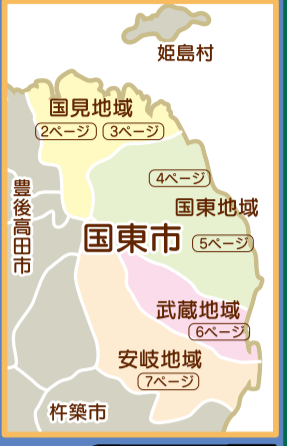 姫島村
国見地域
2ページ 3ページ
4ページ
豊後高田市
国東地域
国東市
5ページ
武蔵地域
6ページ
安岐地域
7ページ
杵築市